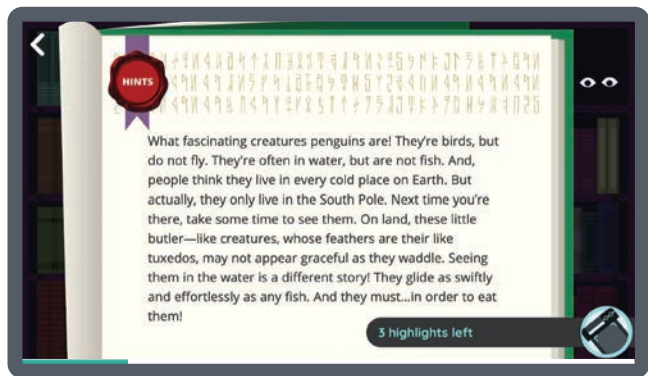 HINTS
What fascinating creatures penguins are! They're birds, but
do not fly. They're often in water, but are not fish. And,
people think they live in every cold place on Earth. But
actually, they only live in the South Pole. Next time you're
there, take some time to see them. On land, these little
butler—like creatures, whose feathers are their like
tuxedos, may not appear graceful as they waddle. Seeing
them in the water is a different story! They glide as swiftly
and effortlessly as any fish. And they must...in order to eat
them!
3 highlights left